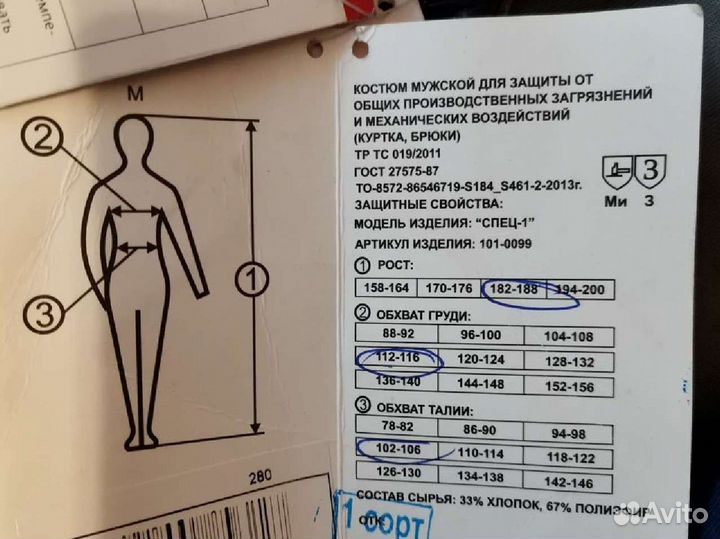 мпе-
вать
М
2
1
3
280
КОСТЮМ МУЖСКОЙ ДЛЯ ЗАЩИТЫ ОТ
ОБЩИХ ПРОИЗВОДСТВЕННЫХ ЗАГРЯЗНЕНИЙ
И МЕХАНИЧЕСКИХ ВОЗДЕЙСТВИЙ
(КУРТКА, БРЮКИ)
ТР ТС 019/2011
ГОСТ 27575-87
ТО-8572-86546719-S184_S461-2-2013г.
ЗАЩИТНЫЕ СВОЙСТВА:
Ми З
МОДЕЛЬ ИЗДЕЛИЯ: "СПЕЦ-1"
АРТИКУЛ ИЗДЕЛИЯ: 101-0099
1 РОСТ:
158-164 170-176 182-188 194-200
2 ОБХВАТ ГРУДИ:
88-92 96-100 104-108
112-116 120-124 128-132
136-140 144-148 152-156
3 ОБХВАТ ТАЛИИ:
78-82 86-90 94-98
102-106 110-114 118-122
126-130 134-138 142-146
СОСТАВ СЫРЬЯ: 33% ХЛОПОК, 67% ПОЛИЭФИР
ОТК
1 сорт
Avito